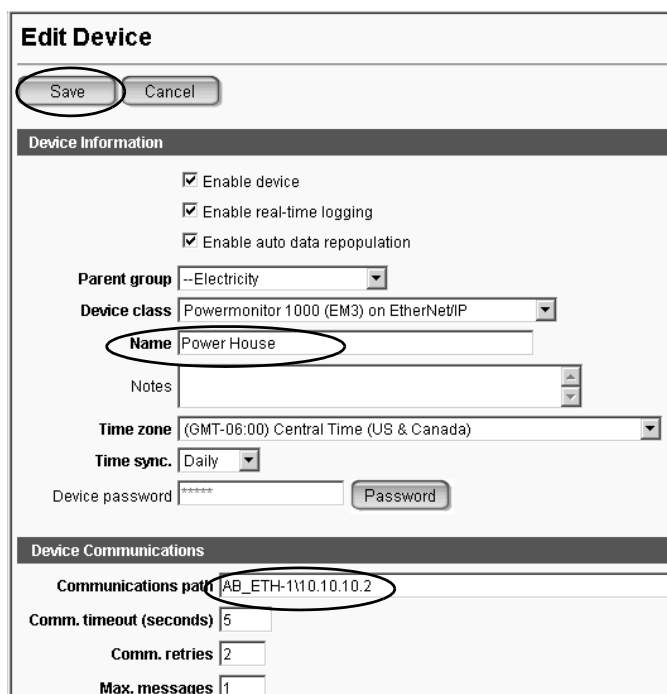 Edit Device
Save Cancel
Device Information
Enable device
Enable real-time logging
Enable auto data repopulation
Parent group --Electricity
Device class Powermonitor 1000 (EM3) on EtherNet/IP
Name Power House
Notes
Time zone (GMT-06:00) Central Time (US & Canada)
Time sync. Daily
Device password ***** Password
Device Communications
Communications path AB_ETH-1\10.10.10.2
Comm. timeout (seconds) 5
Comm. retries 2
Max. messages 1